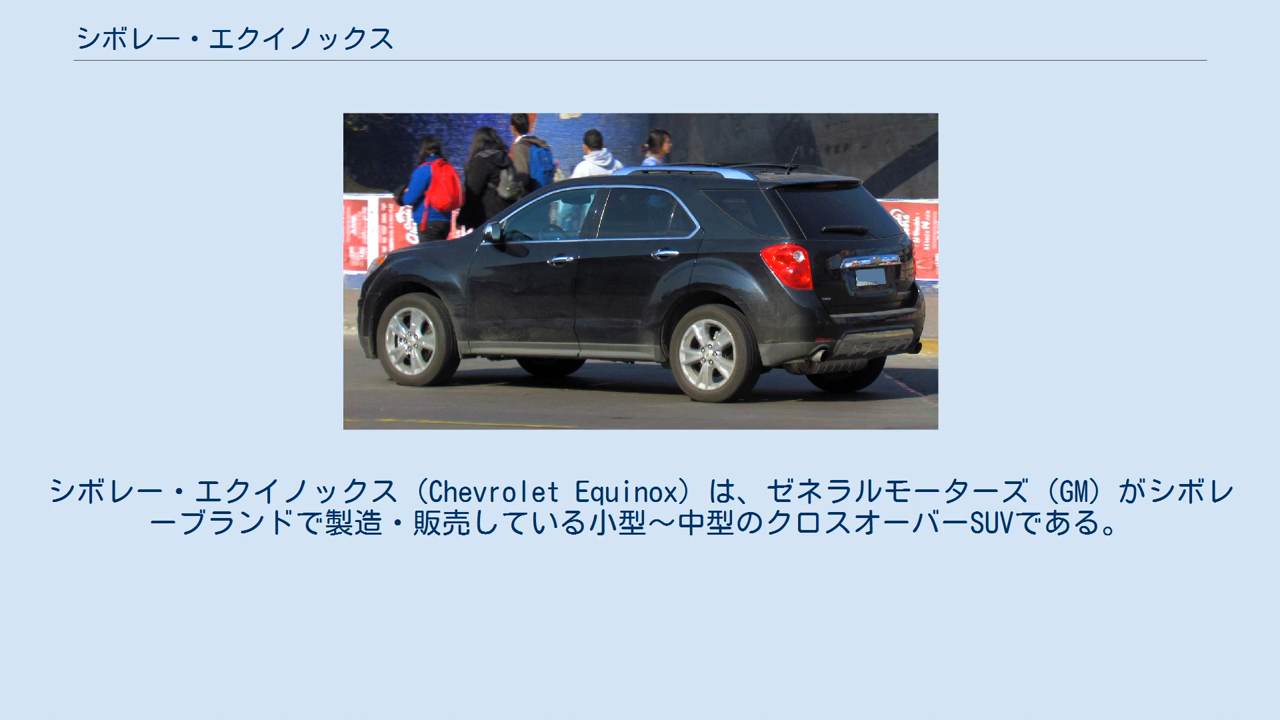 シボレー・エクイノックス
シボレー・エクイノックス（Chevrolet Equinox）は、ゼネラルモーターズ（GM）がシボレ
ーブランドで製造・販売している小型～中型のクロスオーバーSUVである。